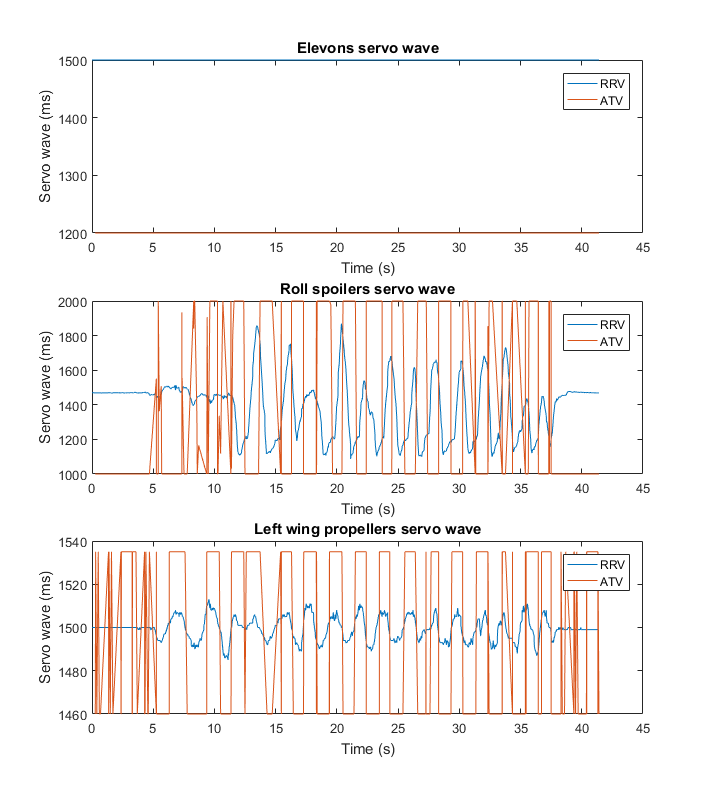 Elevons servo wave
1500
1400
1300
1200
Servo wave (ms)
RRV
ATV
0 5 10 15 20 25 30 35 40 45
Time (s)
Roll spoilers servo wave
2000
1800
1600
1400
1200
1000
Servo wave (ms)
RRV
ATV
0 5 10 15 20 25 30 35 40 45
Time (s)
Left wing propellers servo wave
1540
1520
1500
1480
1460
Servo wave (ms)
RRV
ATV
0 5 10 15 20 25 30 35 40 45
Time (s)